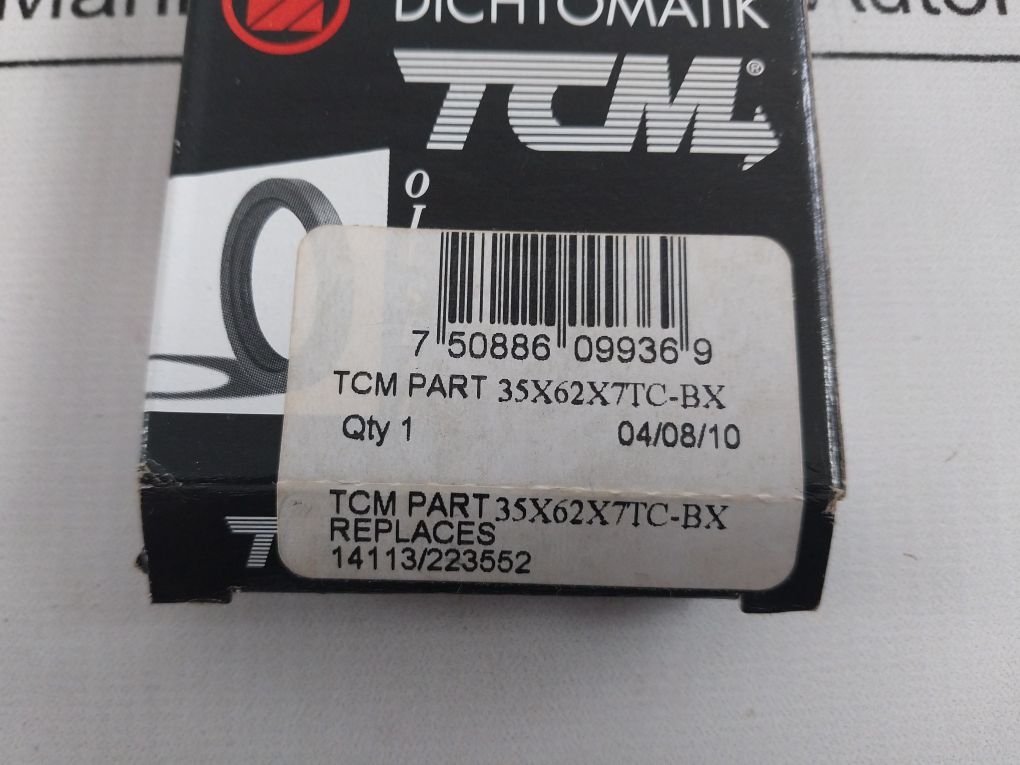 DICHTOMATIK
TCM®
O
7 50886 09936 9
TCM PART 35X62X7TC-BX
Qty 1 04/08/10
TCM PART 35X62X7TC-BX
REPLACES
14113/223552